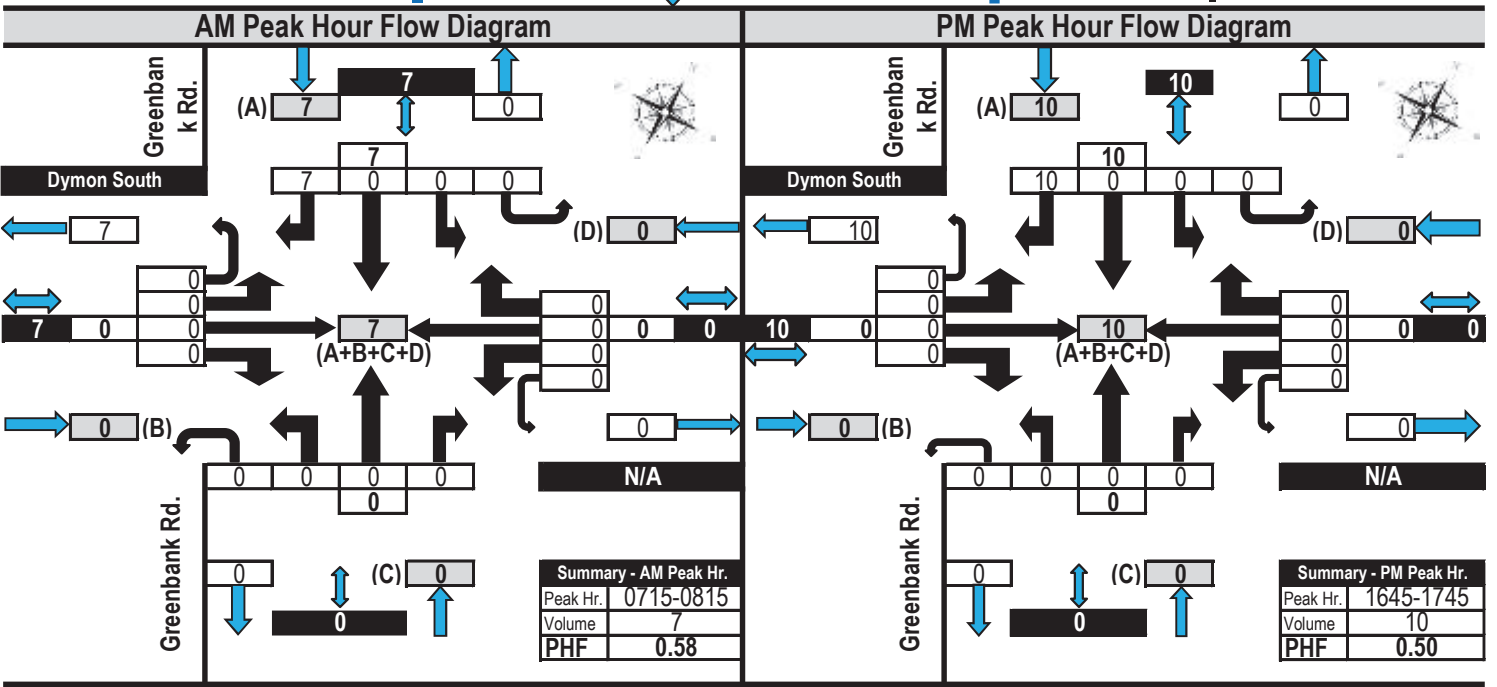 AM Peak Hour Flow Diagram
Greenban
k Rd.
7
(A) 7 0
7
Dymon South
7 0 0 0
7
(D) 0
0
0 0
7 0 0 7 0 0 0
(A+B+C+D)
0 0
0
0 (B) 0
0 0 0 0 N/A
0
Greenbank Rd.
0 (C) 0
0
Summary - AM Peak Hr.
Peak Hr. 0715-0815
Volume 7
PHF 0.58
PM Peak Hour Flow Diagram
Greenban
k Rd.
10
(A) 10 0
10
Dymon South
10 0 0 0
10
(D) 0
0
0 0
10 0 0 10 0 0 0
(A+B+C+D)
0 0
0
0 (B) 0
0 0 0 0 N/A
0
Greenbank Rd.
0 (C) 0
0
Summary - PM Peak Hr.
Peak Hr. 1645-1745
Volume 10
PHF 0.50